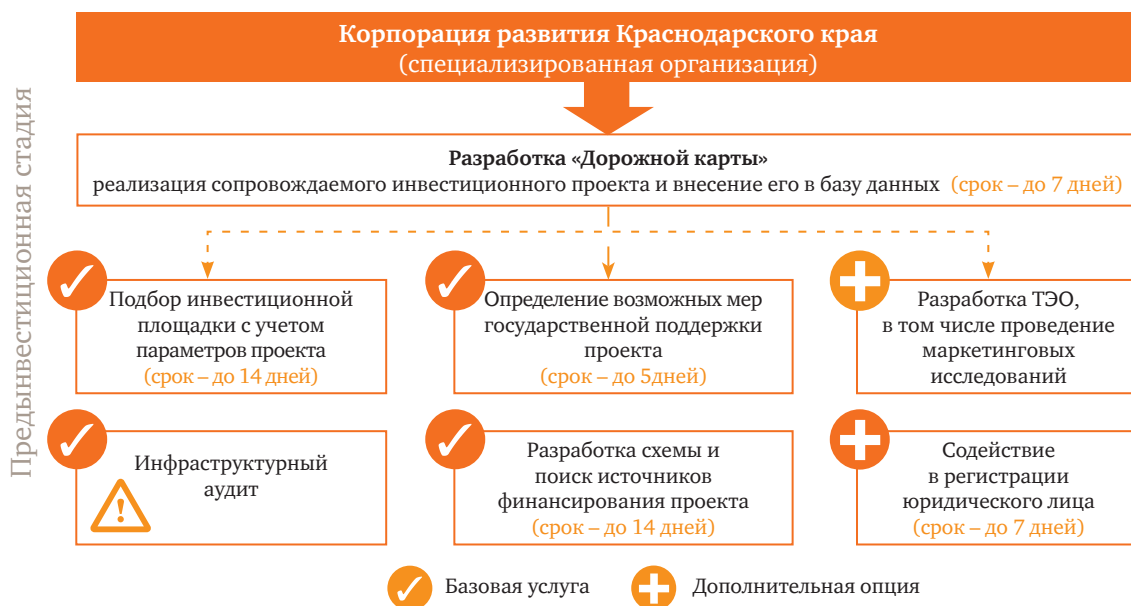 Корпорация развития Краснодарского края
(специализированная организация)
Предынвестиционная стадия
Разработка «Дорожной карты»
реализация сопровождаемого инвестиционного проекта и внесение его в базу данных (срок – до 7 дней)
Подбор инвестиционной
площадки с учетом
параметров проекта
(срок – до 14 дней)
Определение возможных мер
государственной поддержки
проекта
(срок – до 5дней)
Разработка ТЭО,
в том числе проведение
маркетинговых
исследований
Инфраструктурный
аудит
Разработка схемы и
поиск источников
финансирования проекта
(срок – до 14 дней)
Содействие
в регистрации
юридического лица
(срок – до 7 дней)
Базовая услуга
Дополнительная опция